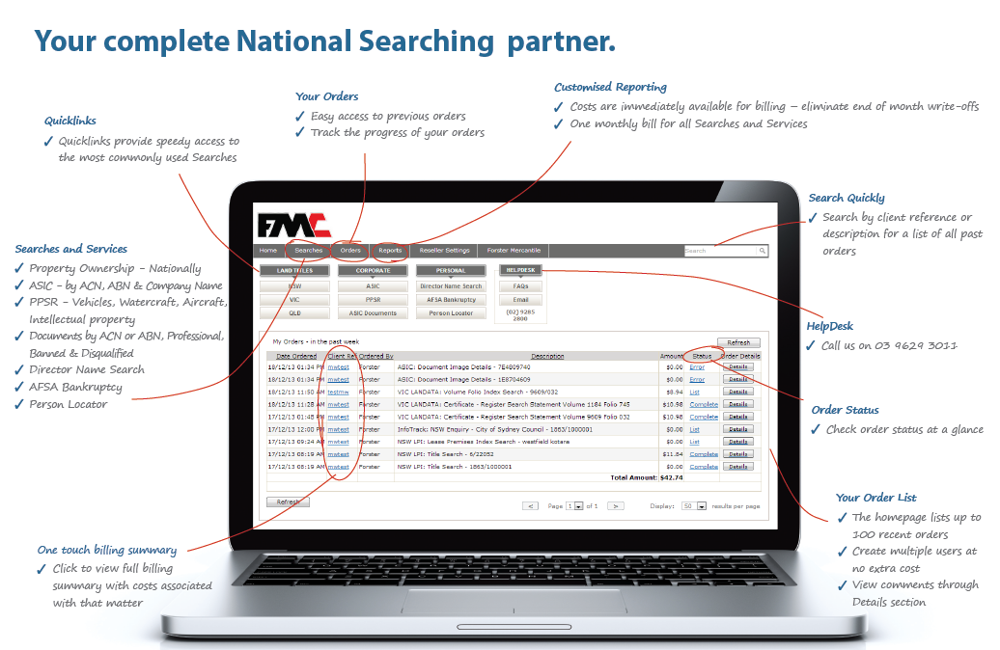 Your complete National Searching partner.
Customised Reporting
✓ Costs are immediately available for billing – eliminate end of month write-offs
✓ One monthly bill for all Searches and Services
Your Orders
✓ Easy access to previous orders
✓ Track the progress of your orders
Quicklinks
✓ Quicklinks provide speedy access to
the most commonly used Searches
Search Quickly
✓ Search by client reference or
description for a list of all past
orders
Searches and Services
✓ Property Ownership - Nationally
✓ ASIC - by ACN, ABN & Company Name
✓ PPSR - Vehicles, Watercraft, Aircraft,
Intellectual property
✓ Documents by ACN or ABN, Professional,
Banned & Disqualified
✓ Director Name Search
✓ AFSA Bankruptcy
✓ Person Locator
FMC
Home Searches Orders Reports Reseller Settings Forster Mercantile Search
LAND TITLES CORPORATE PERSONAL HELPDESK
NSW ASIC Director Name Search FAQs
VIC PPSR AFSA Bankruptcy Email
QLD ASIC Documents Person Locator (02) 9285
2800
My Orders - in the past week Refresh
Date Ordered Client Ref Ordered By Description Amount Status Order Details
18/12/13 01:34 PM mwtest Forster ASIC: Document Image Details - 7E4809740 $0.00 Error Details
18/12/13 01:34 PM mwtest Forster ASIC: Document Image Details - 1E8704609 $0.00 Error Details
18/12/13 11:50 AM testmw Forster VIC LANDATA: Volume Folio Index Search - 9609/032 $8.94 List Details
18/12/13 11:28 AM mwtest Forster VIC LANDATA: Certificate - Register Search Statement Volume 1184 Folio 745 $10.98 Complete Details
17/12/13 01:48 PM mwtest Forster VIC LANDATA: Certificate - Register Search Statement Volume 9609 Folio 032 $10.98 Complete Details
17/12/13 12:00 PM mwtest Forster InfoTrack: NSW Enquiry - City of Sydney Council - 1863/1000001 $0.00 List Details
17/12/13 09:24 AM mwtest Forster NSW LPI: Lease Premises Index Search - westfield kotara $0.00 List Details
17/12/13 08:19 AM mwtest Forster NSW LPI: Title Search - 6/22052 $11.84 Complete Details
17/12/13 08:19 AM mwtest Forster NSW LPI: Title Search - 1863/1000001 $0.00 Complete Details
Total Amount: $42.74
Refresh < Page 1 of 1 > Display: 50 results per page
HelpDesk
✓ Call us on 03 9629 3011
Order Status
✓ Check order status at a glance
Your Order List
✓ The homepage lists up to
100 recent orders
✓ Create multiple users at
no extra cost
✓ View comments through
Details section
One touch billing summary
✓ Click to view full billing
summary with costs associated
with that matter